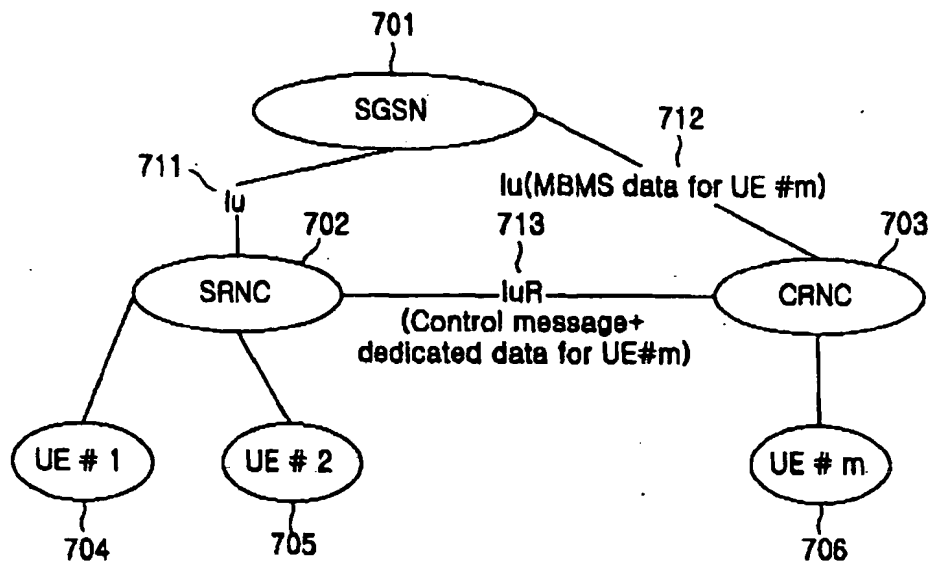 701
SGSN
712
711
Iu
Iu(MBMS data for UE #m)
702
713
703
SRNC
IuR
CRNC
(Control message+
dedicated data for UE#m)
UE # 1
UE # 2
UE # m
704
705
706